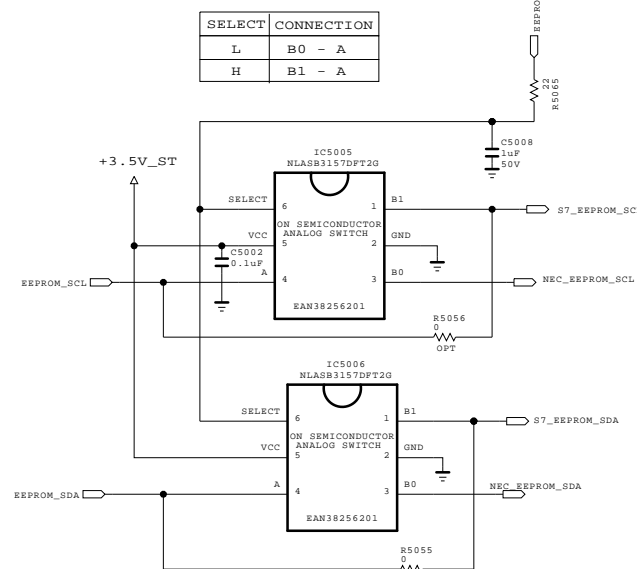 SELECT CONNECTION
L B0 - A
H B1 - A
EEPRO
22
R5065
C5008
1uF
50V
+3.5V_ST
IC5005
NLASB3157DFT2G
SELECT 6 1 B1
S7_EEPROM_SC
ON SEMICONDUCTOR
ANALOG SWITCH
VCC 5 2 GND
C5002
0.1uF
EEPROM_SCL A 4 3 B0 NEC_EEPROM_SCL
EAN38256201
R5056
0
OPT
IC5006
NLASB3157DFT2G
SELECT 6 1 B1 S7_EEPROM_SDA
ON SEMICONDUCTOR
ANALOG SWITCH
VCC 5 2 GND
EEPROM_SDA A 4 3 B0 NEC_EEPROM_SDA
EAN38256201
R5055
0